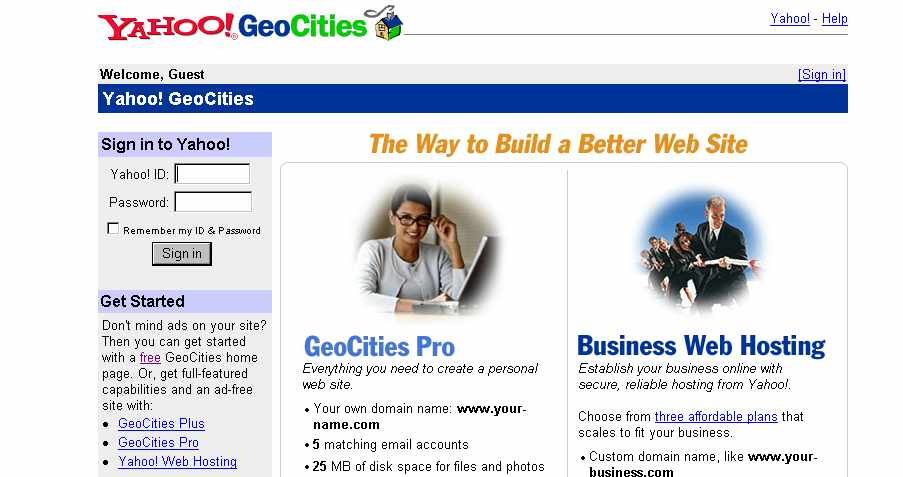 YAHOO! GeoCities
Yahoo! - Help
Welcome, Guest
[Sign in]
Yahoo! GeoCities
Sign in to Yahoo!
Yahoo! ID:
Password:
Remember my ID & Password
Sign in
Get Started
Don't mind ads on your site?
Then you can get started
with a free GeoCities home
page. Or, get full-featured
capabilities and an ad-free
site with:
• GeoCities Plus
• GeoCities Pro
• Yahoo! Web Hosting
The Way to Build a Better Web Site
GeoCities Pro
Everything you need to create a personal
web site.
• Your own domain name: www.your-
name.com
• 5 matching email accounts
• 25 MB of disk space for files and photos
Business Web Hosting
Establish your business online with
secure, reliable hosting from Yahoo!.
Choose from three affordable plans that
scales to fit your business.
• Custom domain name, like www.your-
business.com